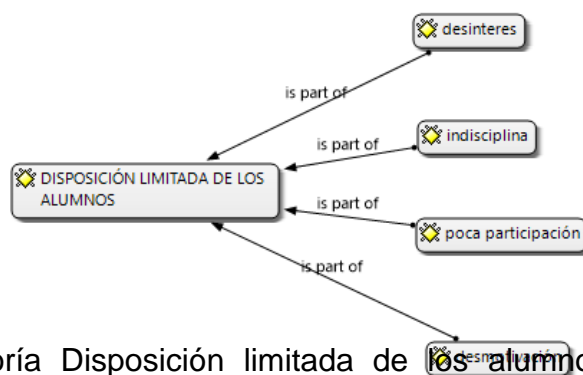 desinteres
is part of
indisciplina
is part of
DISPOSICIÓN LIMITADA DE LOS
ALUMNOS
is part of
poca participación
is part of
desmotivación
oría Disposición limitada de los alumno